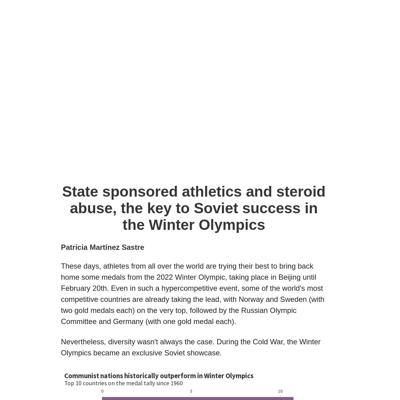 State sponsored athletics and steroid
abuse, the key to Soviet success in
the Winter Olympics
Patricia Martínez Sastre
These days, athletes from all over the world are trying their best to bring back
home some medals from the 2022 Winter Olympic, taking place in Beijing until
February 20th. Even in such a hypercompetitive event, some of the world's most
competitive countries are already taking the lead, with Norway and Sweden (with
two gold medals each) on the very top, followed by the Russian Olympic
Committee and Germany (with one gold medal each).
Nevertheless, diversity wasn't always the case. During the Cold War, the Winter
Olympics became an exclusive Soviet showcase.
Communist nations historically outperform in Winter Olympics
Top 10 countries on the medal tally since 1960
0 5 10